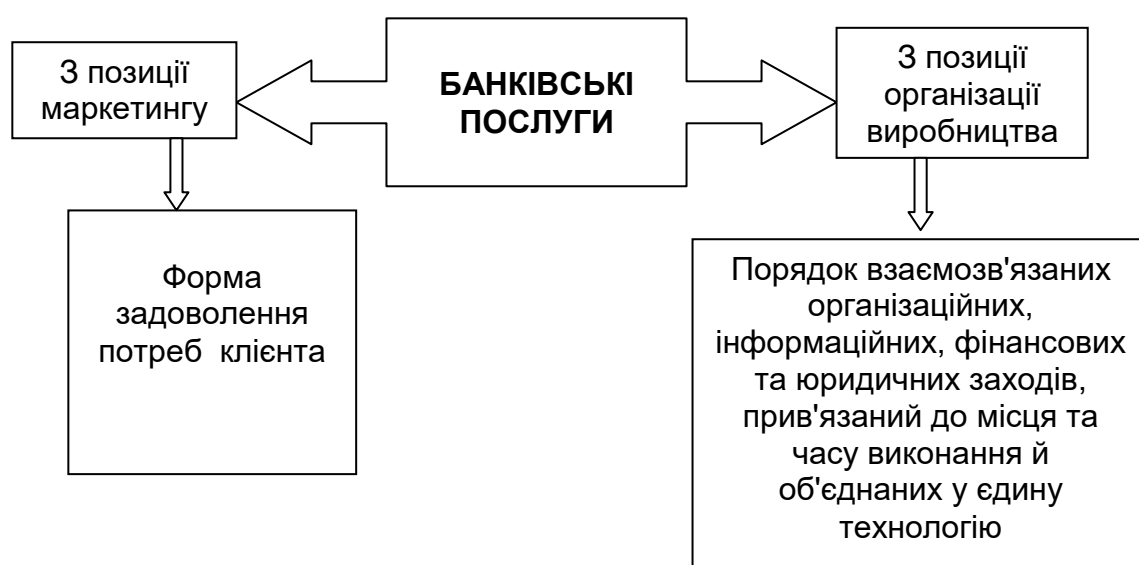 З позиції
маркетингу
БАНКІВСЬКІ
ПОСЛУГИ
З позиції
організації
виробництва
Форма
задоволення
потреб клієнта
Порядок взаємозв'язаних
організаційних,
інформаційних, фінансових
та юридичних заходів,
прив'язаний до місця та
часу виконання й
об'єднаних у єдину
технологію